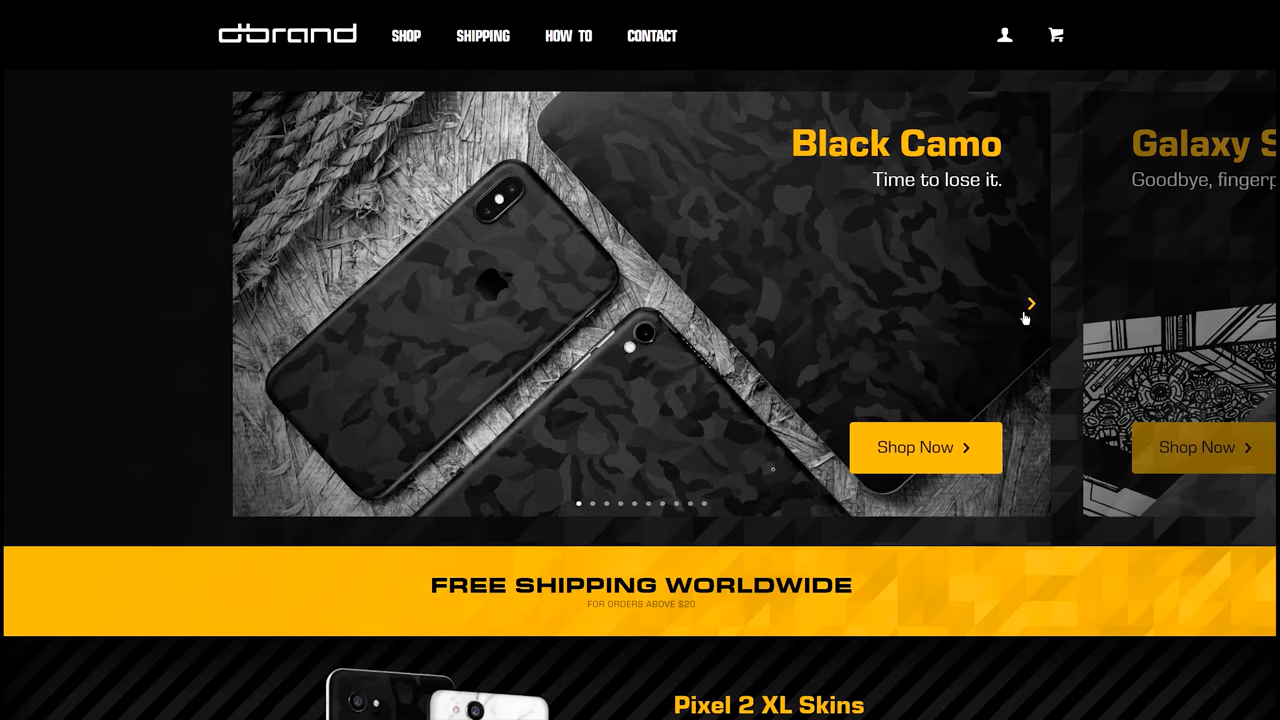 dbrand
SHOP
SHIPPING
HOW TO
CONTACT
Black Camo
Time to lose it.
Shop Now
Galaxy
Goodbye,
Shop Now
FREE SHIPPING WORLDWIDE
FOR ORDERS ABOVE $20
Pixel 2 XL Skins